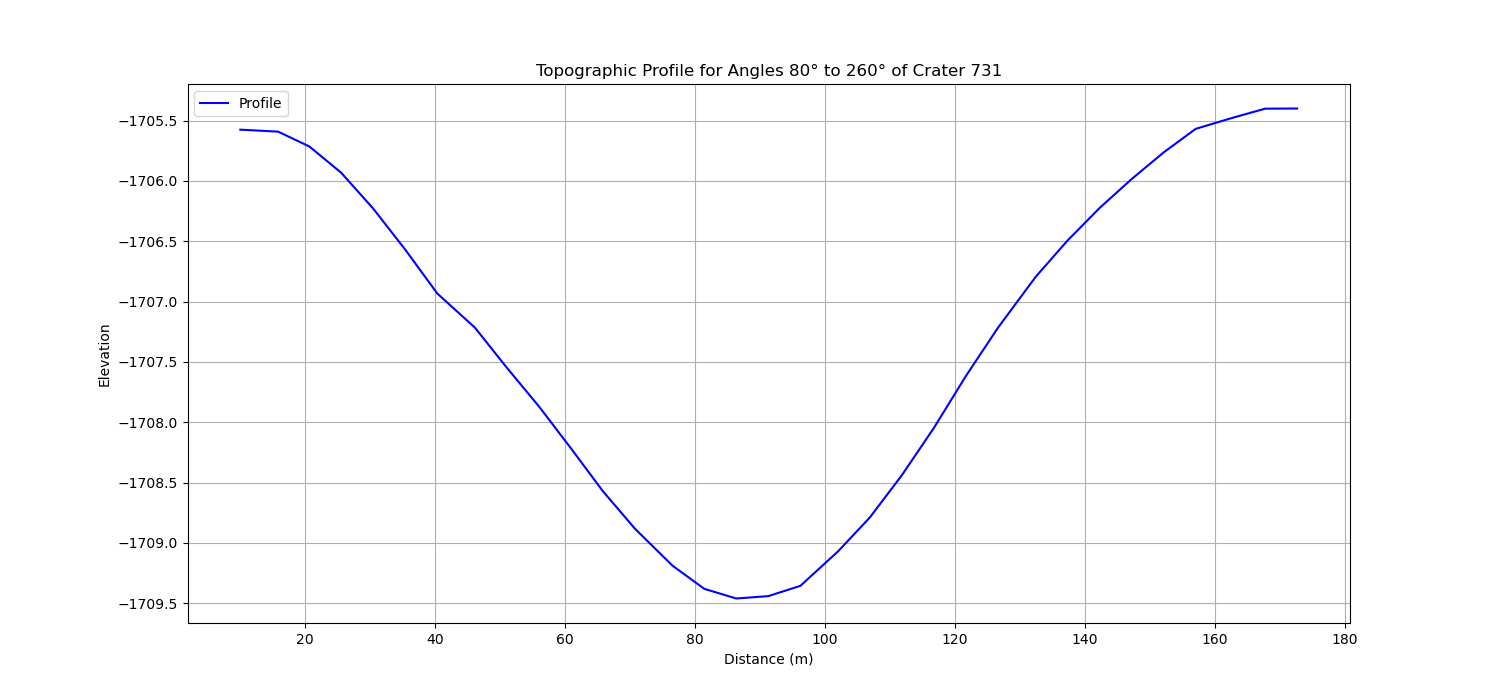 Topographic Profile for Angles 80° to 260° of Crater 731
Profile
−1705.5
−1706.0
−1706.5
−1707.0
−1707.5
−1708.0
−1708.5
−1709.0
−1709.5
Elevation
20 40 60 80 100 120 140 160 180
Distance (m)